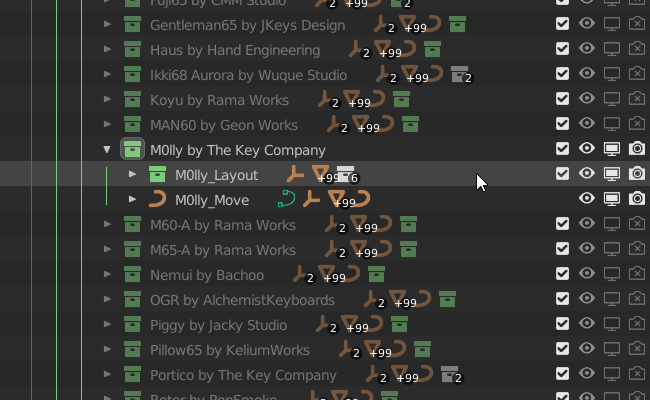 Fuji65 by CMM Studio 2 +99 2
Gentleman65 by JKeys Design 2 +99
Haus by Hand Engineering 2 +99
Ikki68 Aurora by Wuque Studio 2 +99 2
Koyu by Rama Works 2 +99
MAN60 by Geon Works 2 +99
M0lly by The Key Company
M0lly_Layout +99 6
M0lly_Move +99
M60-A by Rama Works 2 +99
M65-A by Rama Works 2 +99
Nemui by Bachoo 2 +99
OGR by AlchemistKeyboards 2 +99
Piggy by Jacky Studio 2 +99
Pillow65 by KeliumWorks 2 +99
Portico by The Key Company 2 +99 2